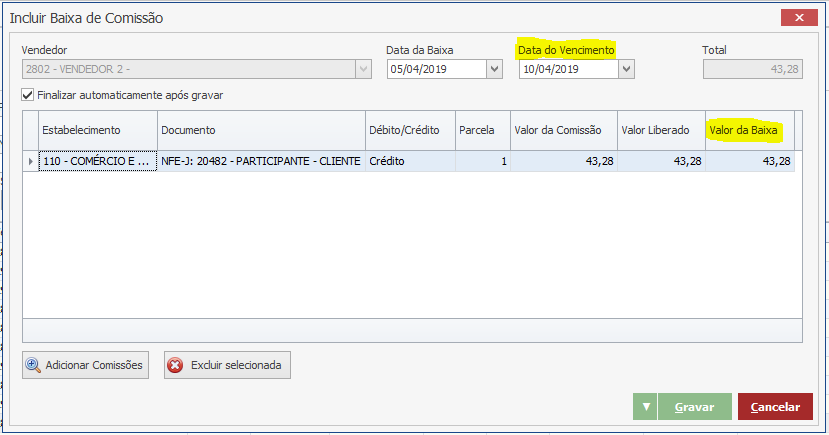 Incluir Baixa de Comissão
Vendedor Data da Baixa Data do Vencimento Total
2802 - VENDEDOR 2 - 05/04/2019 10/04/2019 43,28
Finalizar automaticamente após gravar
Estabelecimento Documento Débito/Crédito Parcela Valor da Comissão Valor Liberado Valor da Baixa
110 - COMÉRCIO E ... NFE-J: 20482 - PARTICIPANTE - CLIENTE Crédito 1 43,28 43,28 43,28
Adicionar Comissões Excluir selecionada
Gravar Cancelar